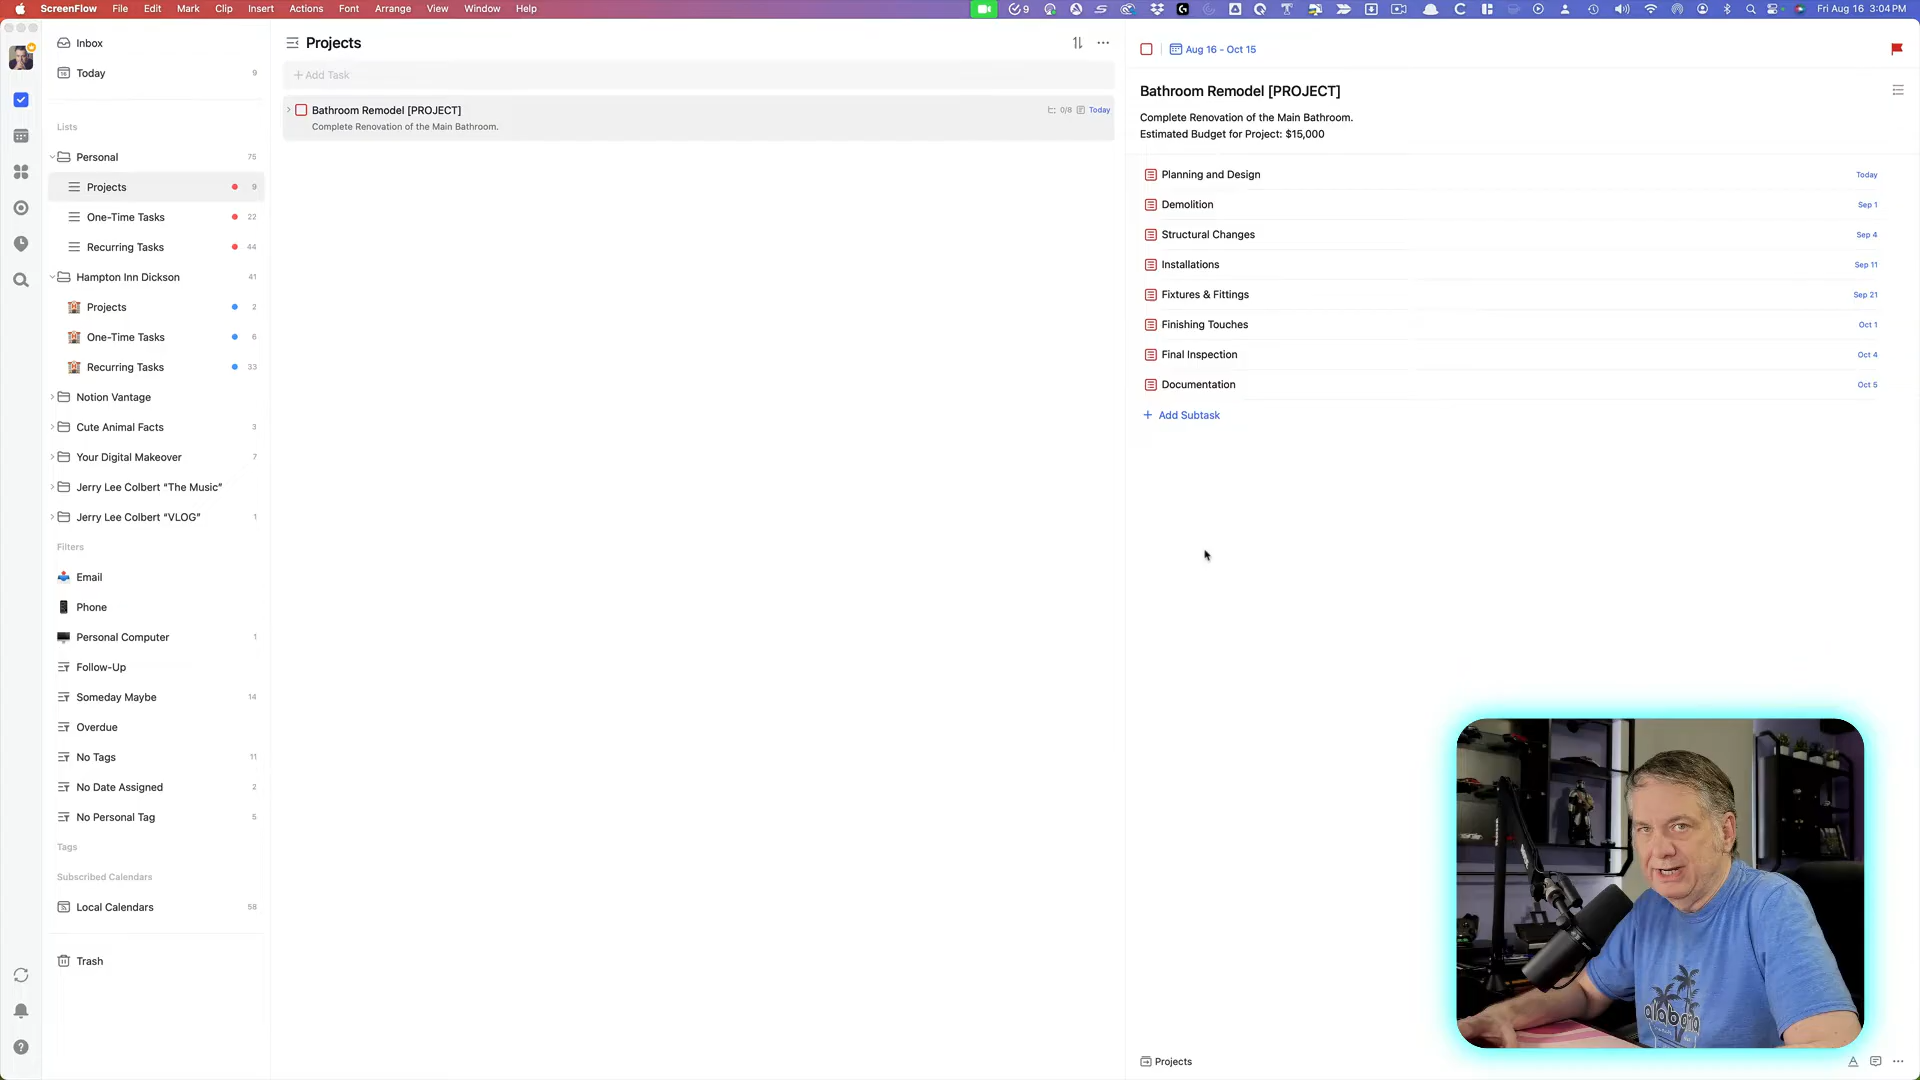 ScreenFlow File Edit Mark Clip Insert Actions Font Arrange View Window Help
9
Fri Aug 16 3:04 PM
Inbox
Today 9
Lists
Personal 75
Projects 9
One-Time Tasks 22
Recurring Tasks 44
Hampton Inn Dickson 41
Projects 2
One-Time Tasks 6
Recurring Tasks 33
Notion Vantage
Cute Animal Facts 3
Your Digital Makeover 7
Jerry Lee Colbert “The Music”
Jerry Lee Colbert “VLOG” 1
Filters
Email
Phone
Personal Computer 1
Follow-Up
Someday Maybe 14
Overdue
No Tags 11
No Date Assigned 2
No Personal Tag 5
Tags
Subscribed Calendars
Local Calendars 58
Trash
Projects
Add Task
Bathroom Remodel [PROJECT] 0/8 Today
Complete Renovation of the Main Bathroom.
Aug 16 - Oct 15
Bathroom Remodel [PROJECT]
Complete Renovation of the Main Bathroom.
Estimated Budget for Project: $15,000
Planning and Design Today
Demolition Sep 1
Structural Changes Sep 4
Installations Sep 11
Fixtures & Fittings Sep 21
Finishing Touches Oct 1
Final Inspection Oct 4
Documentation Oct 5
+ Add Subtask
Projects